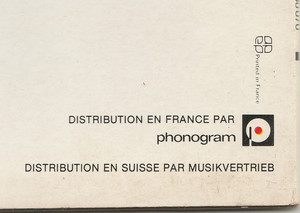 Printed in France
DISTRIBUTION EN FRANCE PAR
phonogram
DISTRIBUTION EN SUISSE PAR MUSIKVERTRIEB